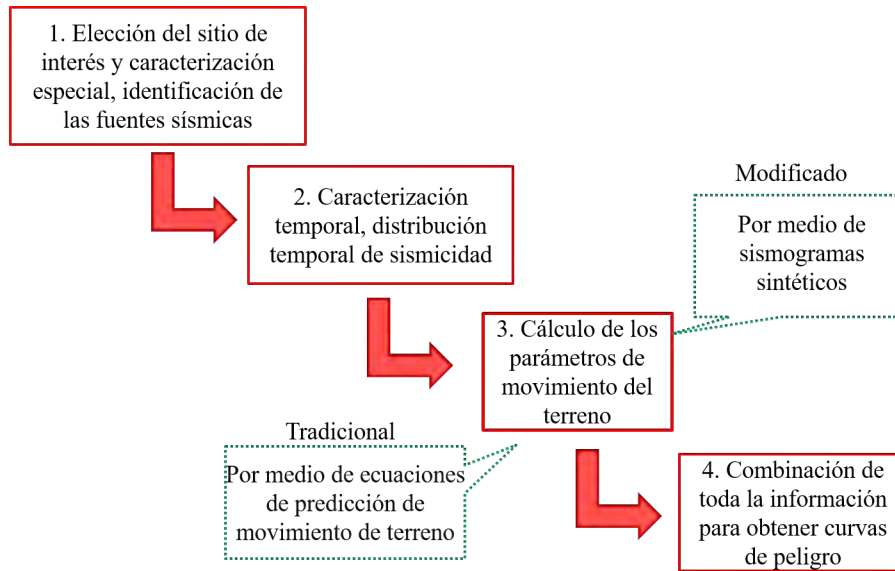 1. Elección del sitio de
interés y caracterización
especial, identificación de
las fuentes sísmicas
2. Caracterización
temporal, distribución
temporal de sismicidad
Modificado
Por medio de
sismogramas
sintéticos
3. Cálculo de los
parámetros de
movimiento del
terreno
Tradicional
Por medio de ecuaciones
de predicción de
movimiento de terreno
4. Combinación de
toda la información
para obtener curvas
de peligro